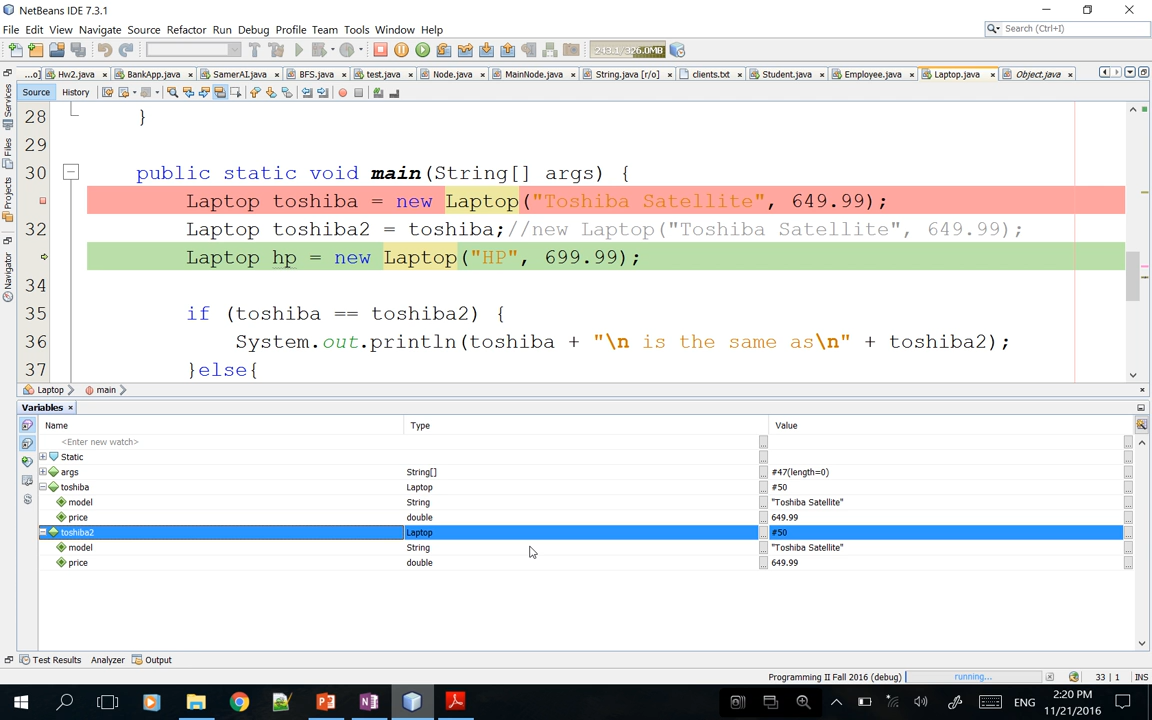 NetBeans IDE 7.3.1
File Edit View Navigate Source Refactor Run Debug Profile Team Tools Window Help
Search (Ctrl+I)
243.1/326.0MB
...o] Hw2.java BankApp.java SamerAI.java BFS.java test.java Node.java MainNode.java String.java [r/o] clients.txt Student.java Employee.java Laptop.java Object.java
Source History
Services
Files
Projects
Navigator
28 }
29
30 public static void main(String[] args) {
Laptop toshiba = new Laptop("Toshiba Satellite", 649.99);
32 Laptop toshiba2 = toshiba;//new Laptop("Toshiba Satellite", 649.99);
Laptop hp = new Laptop("HP", 699.99);
34
35 if (toshiba == toshiba2) {
36 System.out.println(toshiba + "\n is the same as\n" + toshiba2);
37 }else{
Laptop main
Variables
Name Type Value
<Enter new watch>
Static
args String[] #47(length=0)
toshiba Laptop #50
model String "Toshiba Satellite"
price double 649.99
toshiba2 Laptop #50
model String "Toshiba Satellite"
price double 649.99
Test Results Analyzer Output
Programming II Fall 2016 (debug) running... 33 | 1 INS
ENG
2:20 PM
11/21/2016